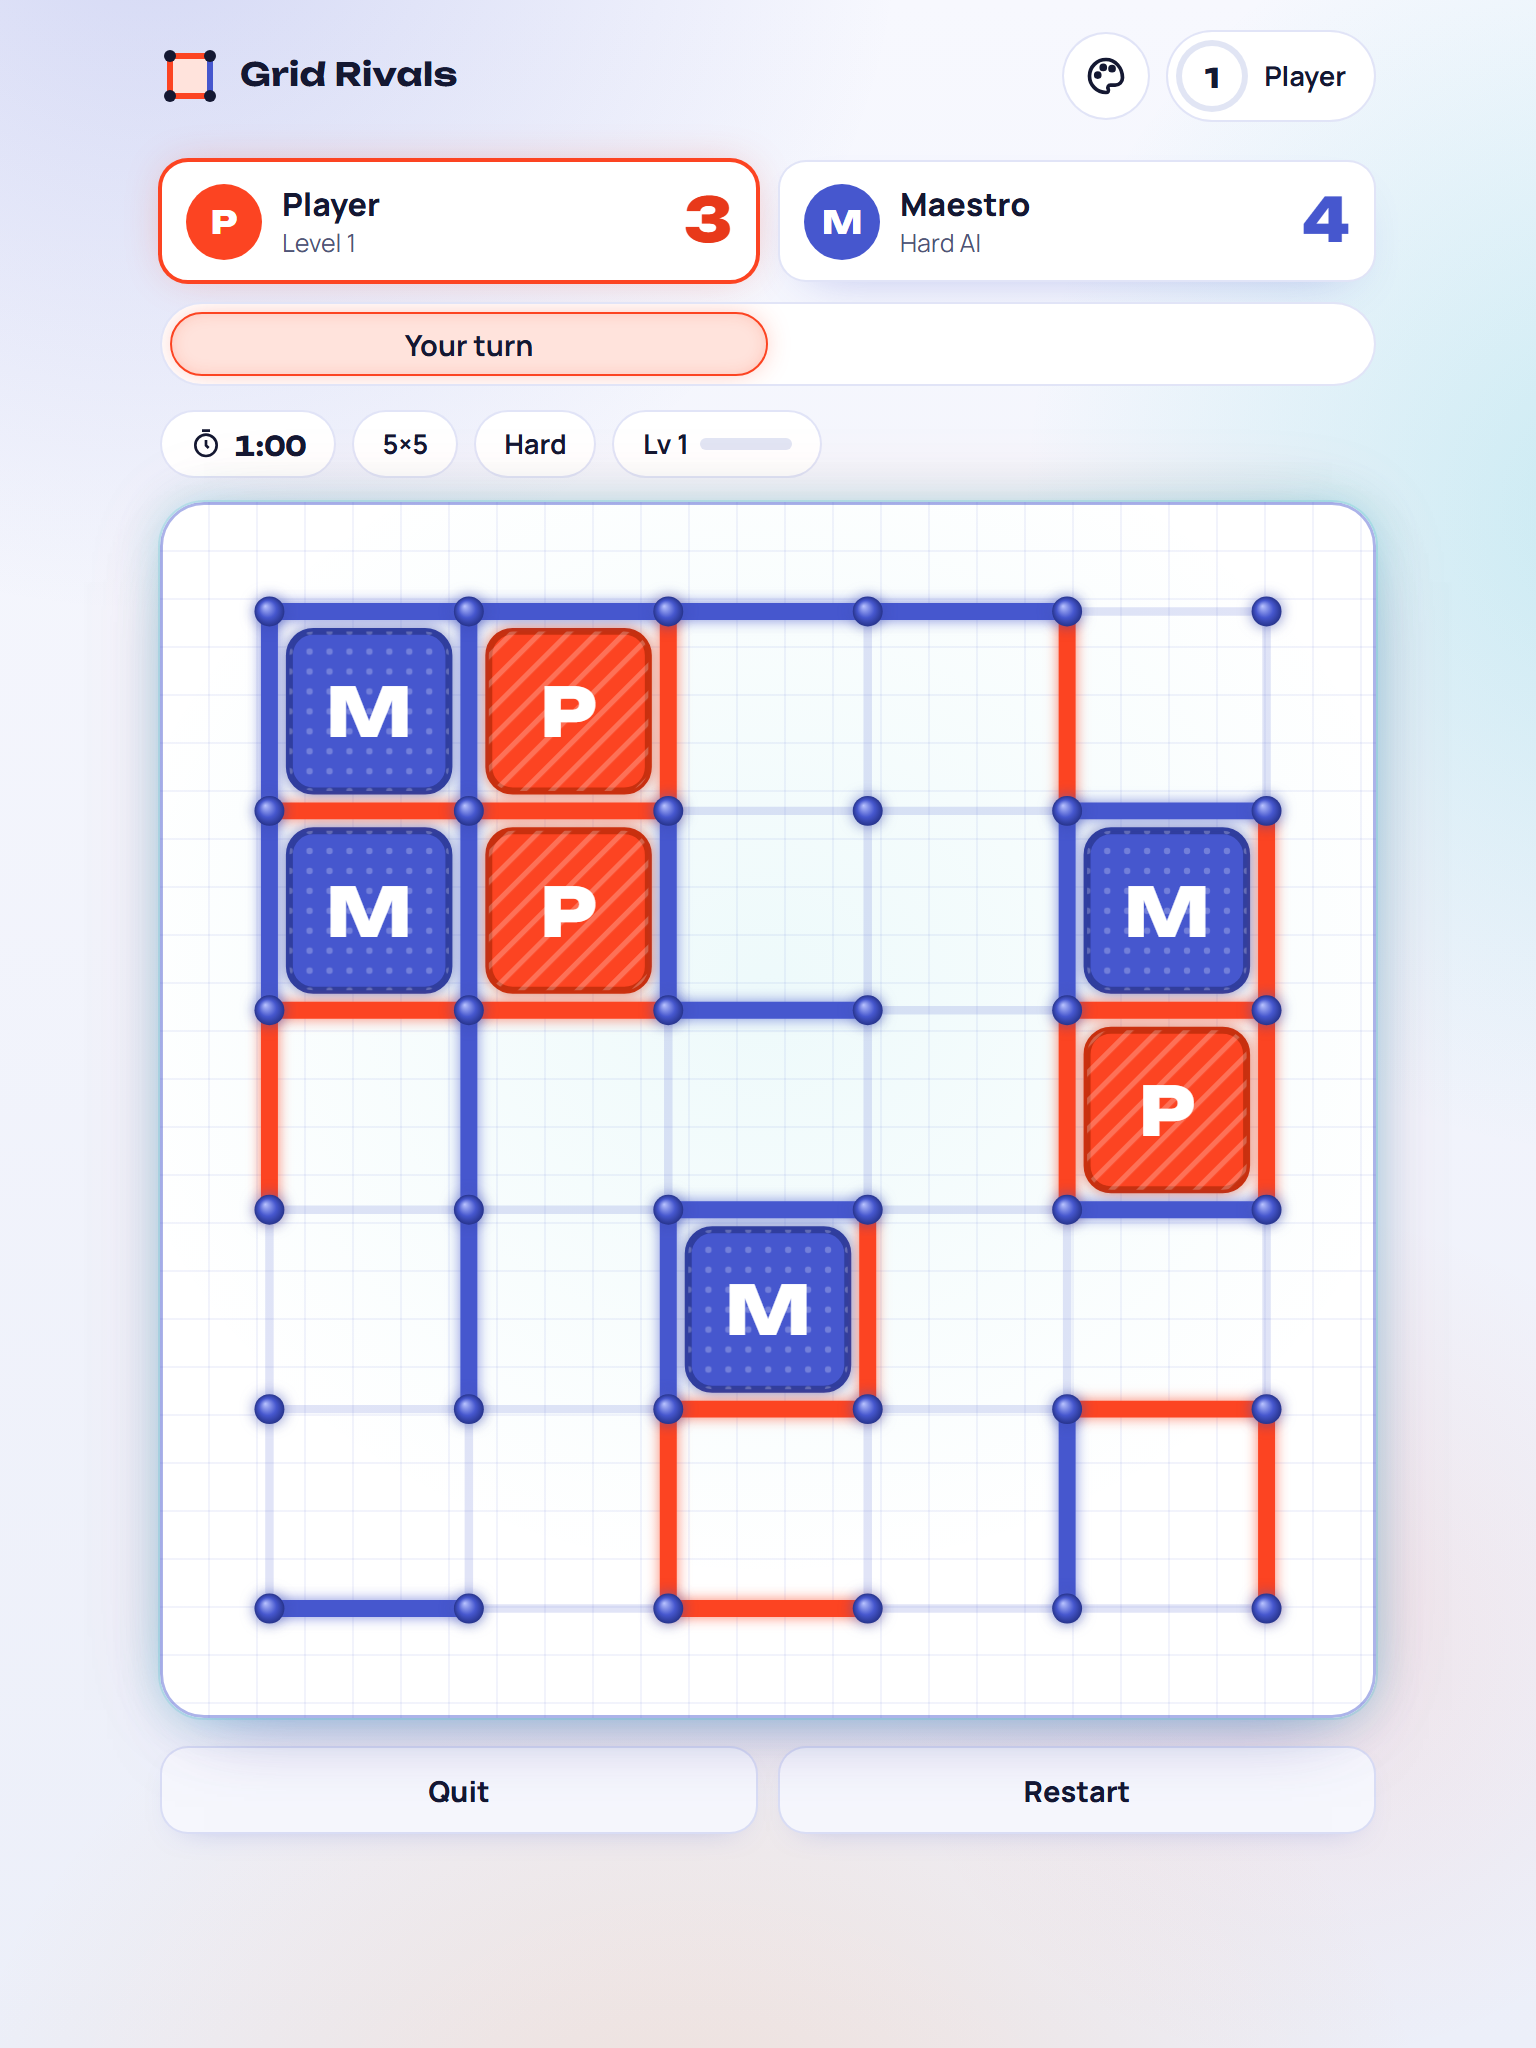 Grid Rivals
1 Player
P Player 3
Level 1
M Maestro 4
Hard AI
Your turn
1:00 5×5 Hard Lv 1
M P
M P M
P
M
Quit Restart